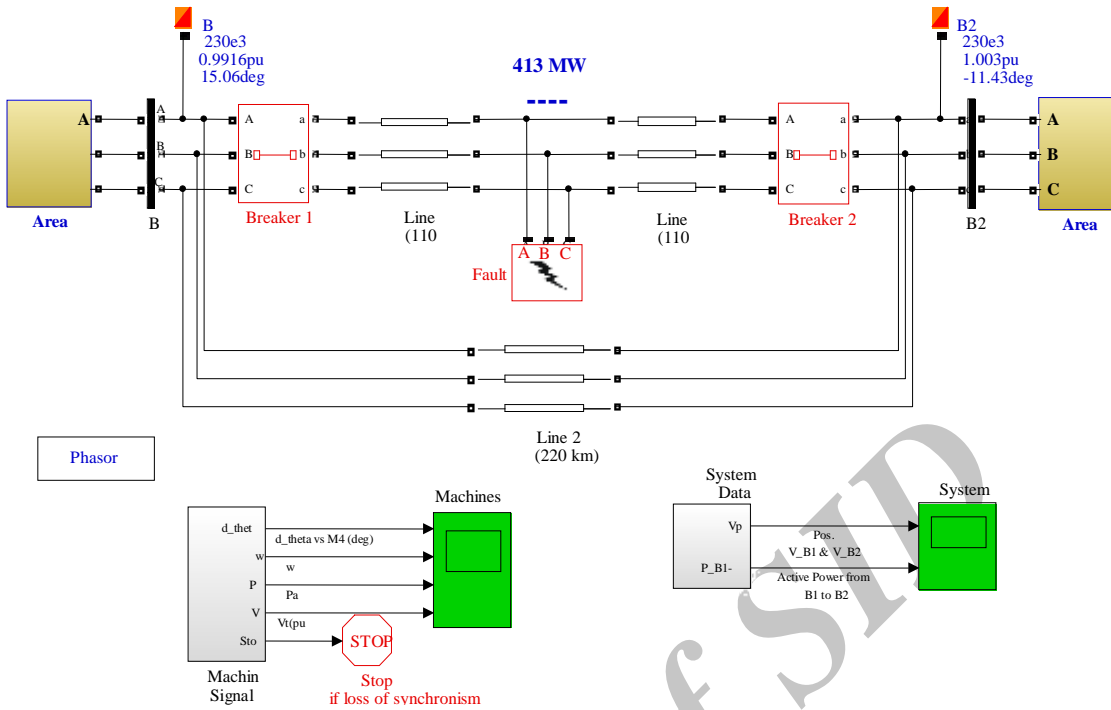 B
230e3
0.9916pu
15.06deg
413 MW
B2
230e3
1.003pu
-11.43deg
A
Area
A
B
C
B
A
B
C
a
b
c
Breaker 1
Line
(110
A
B
C
Fault
Line
(110
A
B
C
a
b
c
Breaker 2
a
b
c
B2
A
B
C
Area
Line 2
(220 km)
Phasor
d_thet
w
P
V
Sto
Machin
Signal
d_theta vs M4 (deg)
w
Pa
Vt(pu
Machines
STOP
Stop
if loss of synchronism
System
Data
Vp
P_B1-
Pos.
V_B1 & V_B2
Active Power from
B1 to B2
System
f SID